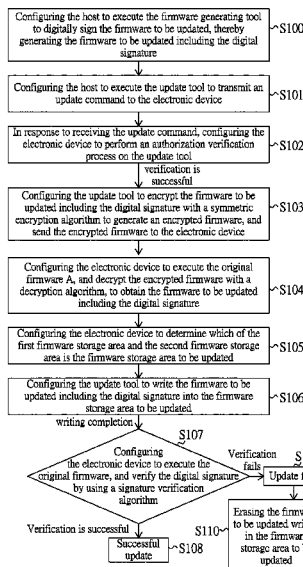 Configuring the host to execute the firmware generating tool
to digitally sign the firmware to be updated, thereby
generating the firmware to be updated including the digital
signature
S100
Configuring the host to execute the update tool to transmit an
update command to the electronic device
S101
In response to receiving the update command, configuring the
electronic device to perform an authorization verification
process on the update tool
S102
verification is
successful
Configuring the update tool to encrypt the firmware to be
updated including the digital signature with a symmetric
encryption algorithm to generate an encrypted firmware, and
send the encrypted firmware to the electronic device
S103
Configuring the electronic device to execute the original
firmware A, and decrypt the encrypted firmware with a
decryption algorithm, to obtain the firmware to be updated
including the digital signature
S104
Configuring the electronic device to determine which of the
first firmware storage area and the second firmware storage
area is the firmware storage area to be updated
S105
Configuring the update tool to write the firmware to be
updated including the digital signature into the firmware
storage area to be updated
S106
writing completion
S107
Configuring
the electronic device to execute the
original firmware, and verify the digital signature
by using a signature verification
algorithm
Verification
fails
Update
Verification is successful
Successful
update
S108
S110
Erasing the
to be updated
in the firmware
storage area to
updated